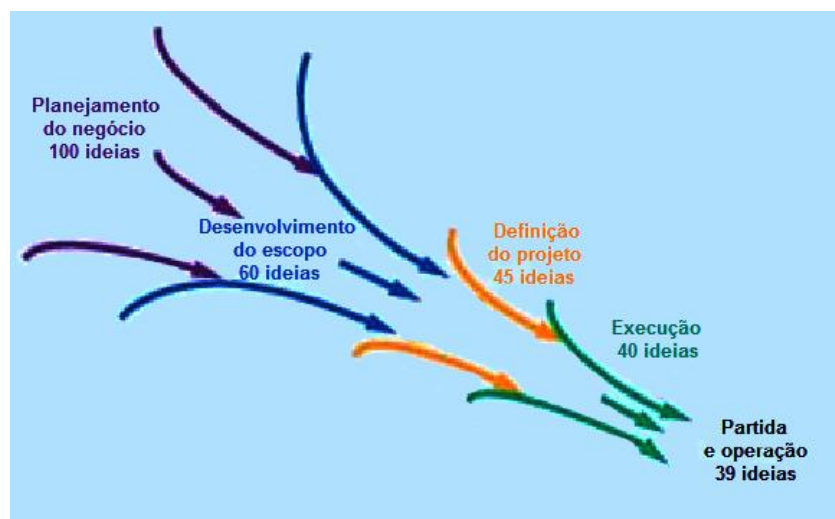 Planejamento
do negócio
100 ideias
Desenvolvimento
do escopo
60 ideias
Definição
do projeto
45 ideias
Execução
40 ideias
Partida
e operação
39 ideias